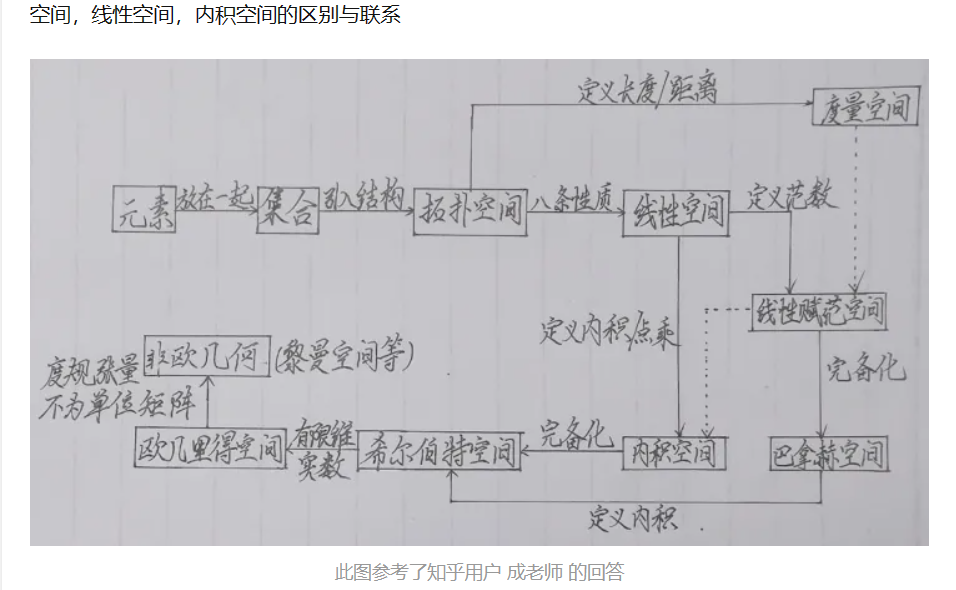 空间，线性空间，内积空间的区别与联系
定义长度/距离
度量空间
元素
放在一起
集合
引入结构
拓扑空间
八条性质
线性空间
定义范数
线性赋范空间
定义内积/点乘
完备化
度规张量
不为单位矩阵
非欧几何
(黎曼空间等)
欧几里得空间
有限维
实数
希尔伯特空间
完备化
内积空间
巴拿赫空间
定义内积
此图参考了知乎用户 成老师 的回答